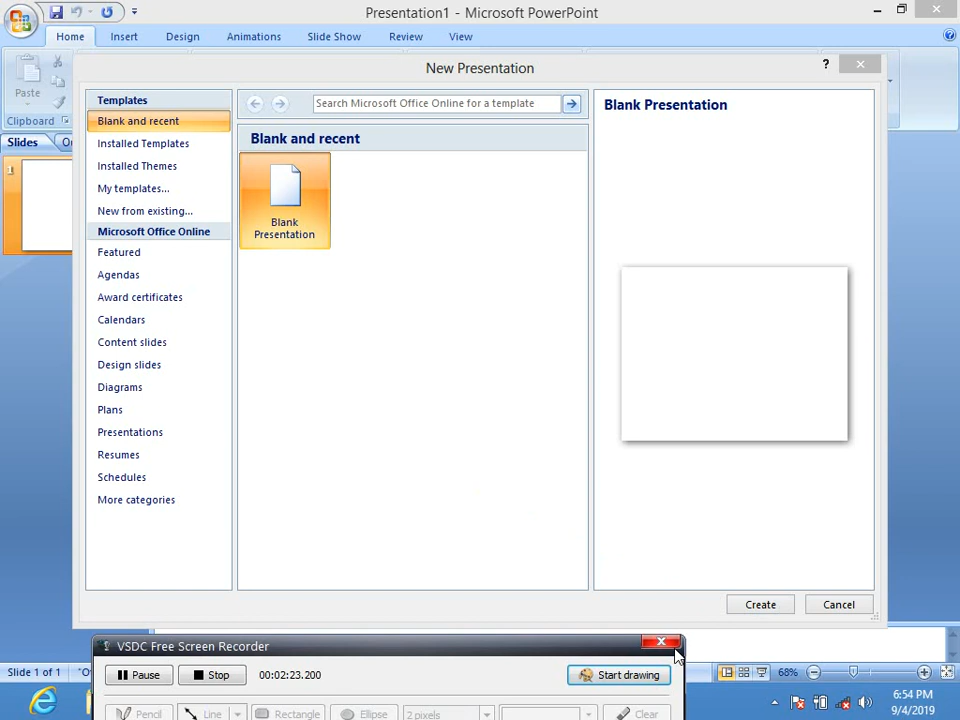 Presentation1 - Microsoft PowerPoint
Home Insert Design Animations Slide Show Review View
Paste
Clipboard
Slides
1
New Presentation
?
Templates
Blank and recent
Installed Templates
Installed Themes
My templates...
New from existing...
Microsoft Office Online
Featured
Agendas
Award certificates
Calendars
Content slides
Design slides
Diagrams
Plans
Presentations
Resumes
Schedules
More categories
Search Microsoft Office Online for a template
Blank and recent
Blank
Presentation
Blank Presentation
Create Cancel
VSDC Free Screen Recorder
Pause Stop 00:02:23.200 Start drawing
Pencil Line Rectangle Ellipse 2 pixels Clear
Slide 1 of 1
68%
6:54 PM
9/4/2019